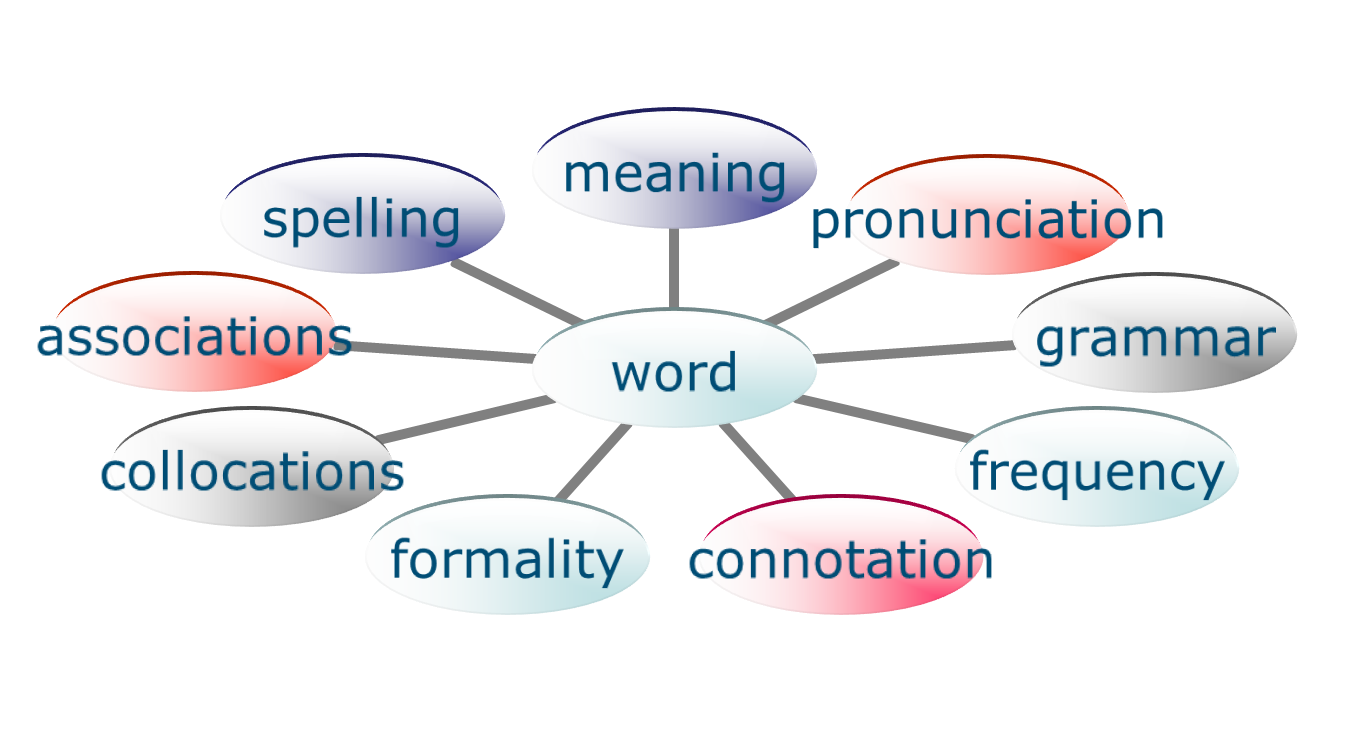 meaning
spelling
pronunciation
associations
grammar
word
collocations
frequency
formality
connotation